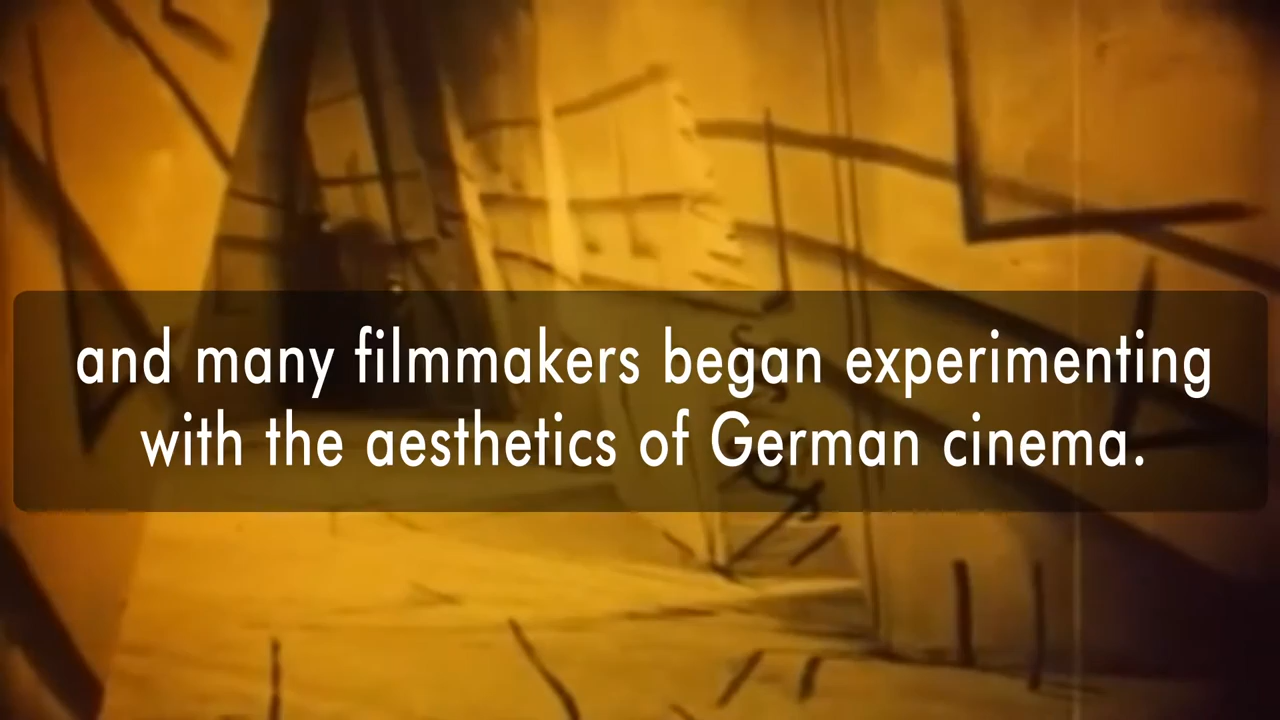 and many filmmakers began experimenting
with the aesthetics of German cinema.